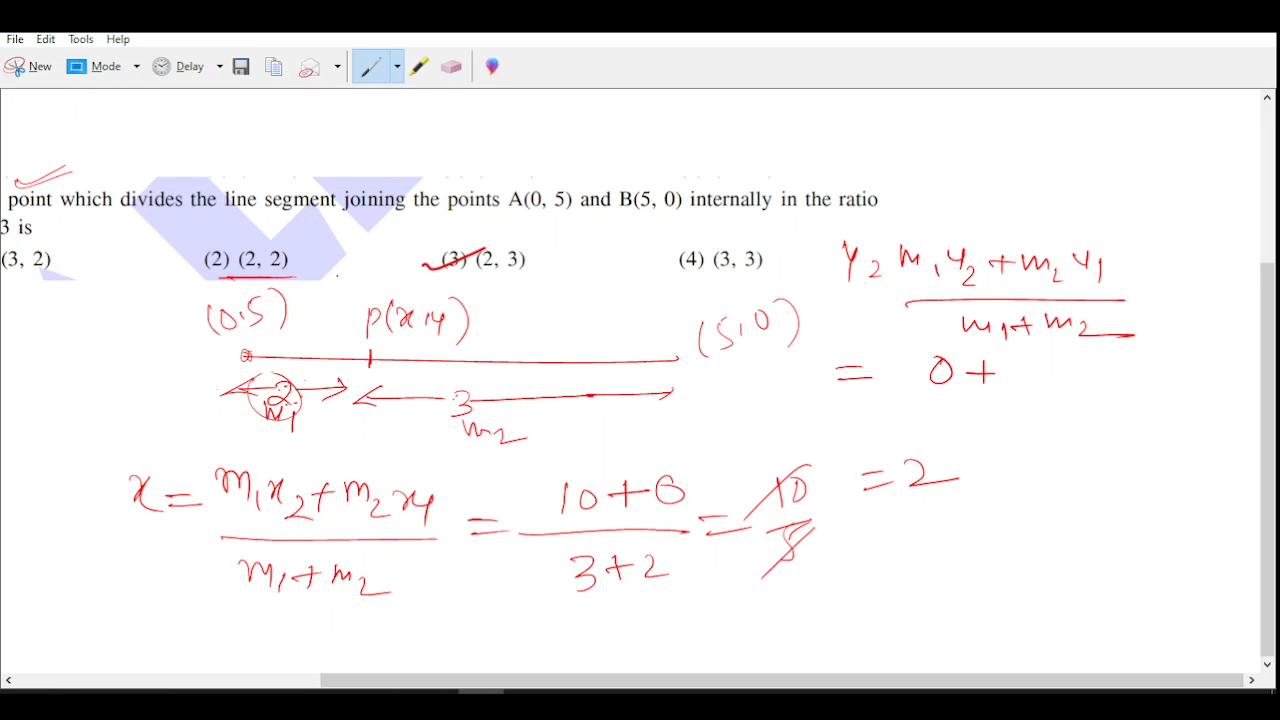 File Edit Tools Help
New Mode Delay
point which divides the line segment joining the points A(0, 5) and B(5, 0) internally in the ratio
3 is
(3, 2) (2) (2, 2) (3) (2, 3) (4) (3, 3)
y = m₁y₂ + m₂y₁
m₁ + m₂
= 0 +
(0,5) P(x,y) (5,0)
2 3
m₁ m₂
x = m₁x₂ + m₂x₁ = 10 + 0 = 10 = 2
m₁ + m₂ 3 + 2 5